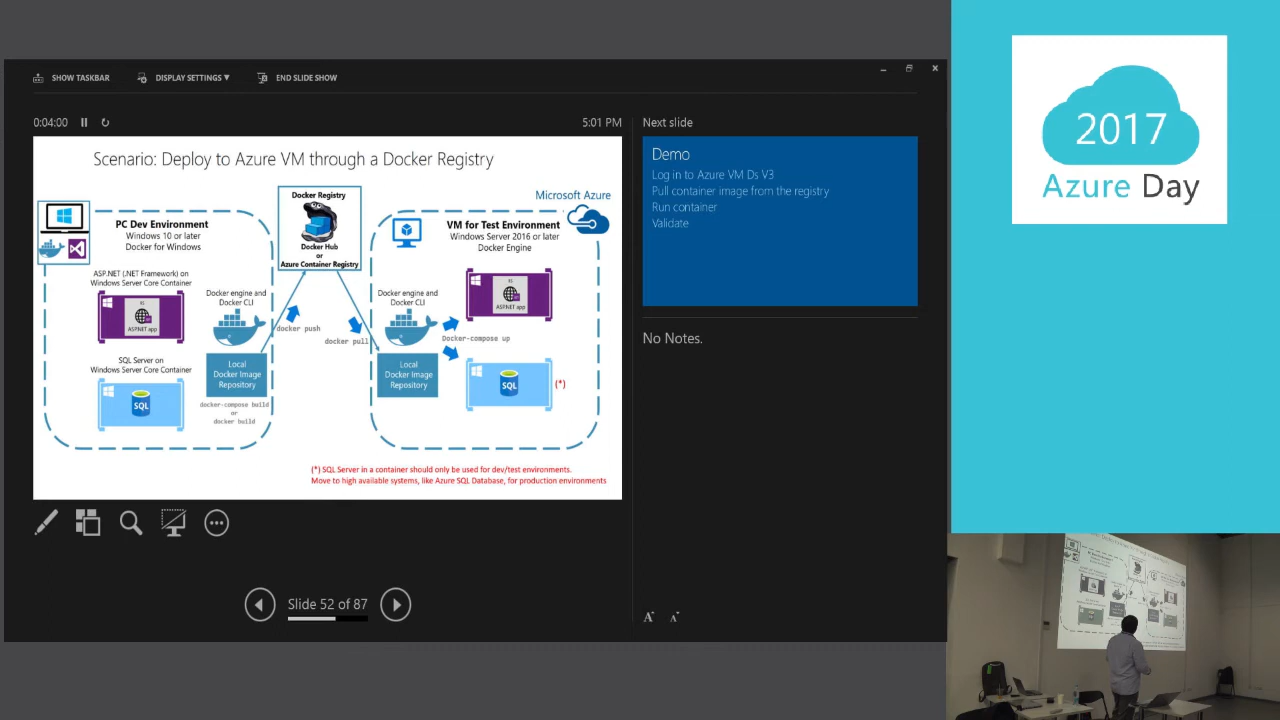 SHOW TASKBAR
DISPLAY SETTINGS ▼
END SLIDE SHOW
0:04:00
5:01 PM
Scenario: Deploy to Azure VM through a Docker Registry
Docker Registry
Docker Hub
or
Azure Container Registry
Microsoft Azure
PC Dev Environment
Windows 10 or later
Docker for Windows
ASP.NET (.NET Framework) on
Windows Server Core Container
IIS
ASP.NET app
Docker engine and
Docker CLI
SQL Server on
Windows Server Core Container
SQL
Local
Docker Image
Repository
docker-compose build
or
docker build
docker push
docker pull
VM for Test Environment
Windows Server 2016 or later
Docker Engine
Docker engine and
Docker CLI
Local
Docker Image
Repository
Docker-compose up
IIS
ASP.NET app
SQL
(*)
(*) SQL Server in a container should only be used for dev/test environments.
Move to high available systems, like Azure SQL Database, for production environments
Slide 52 of 87
Next slide
Demo
Log in to Azure VM Ds V3
Pull container image from the registry
Run container
Validate
No Notes.
A A
2017
Azure Day